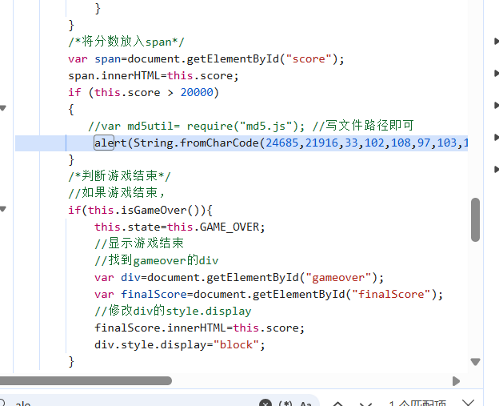 }
}
/*将分数放入span*/
var span=document.getElementById("score");
span.innerHTML=this.score;
if (this.score > 20000)
{
//var md5util= require("md5.js"); //写文件路径即可
alert(String.fromCharCode(24685,21916,33,102,108,97,103,1
}
/*判断游戏结束*/
//如果游戏结束,
if(this.isGameOver()){
this.state=this.GAME_OVER;
//显示游戏结束
//找到gameover的div
var div=document.getElementById("gameover");
var finalScore=document.getElementById("finalScore");
//修改div的style.display
finalScore.innerHTML=this.score;
div.style.display="block";
}
ale (.*) Aa 1 个匹配项